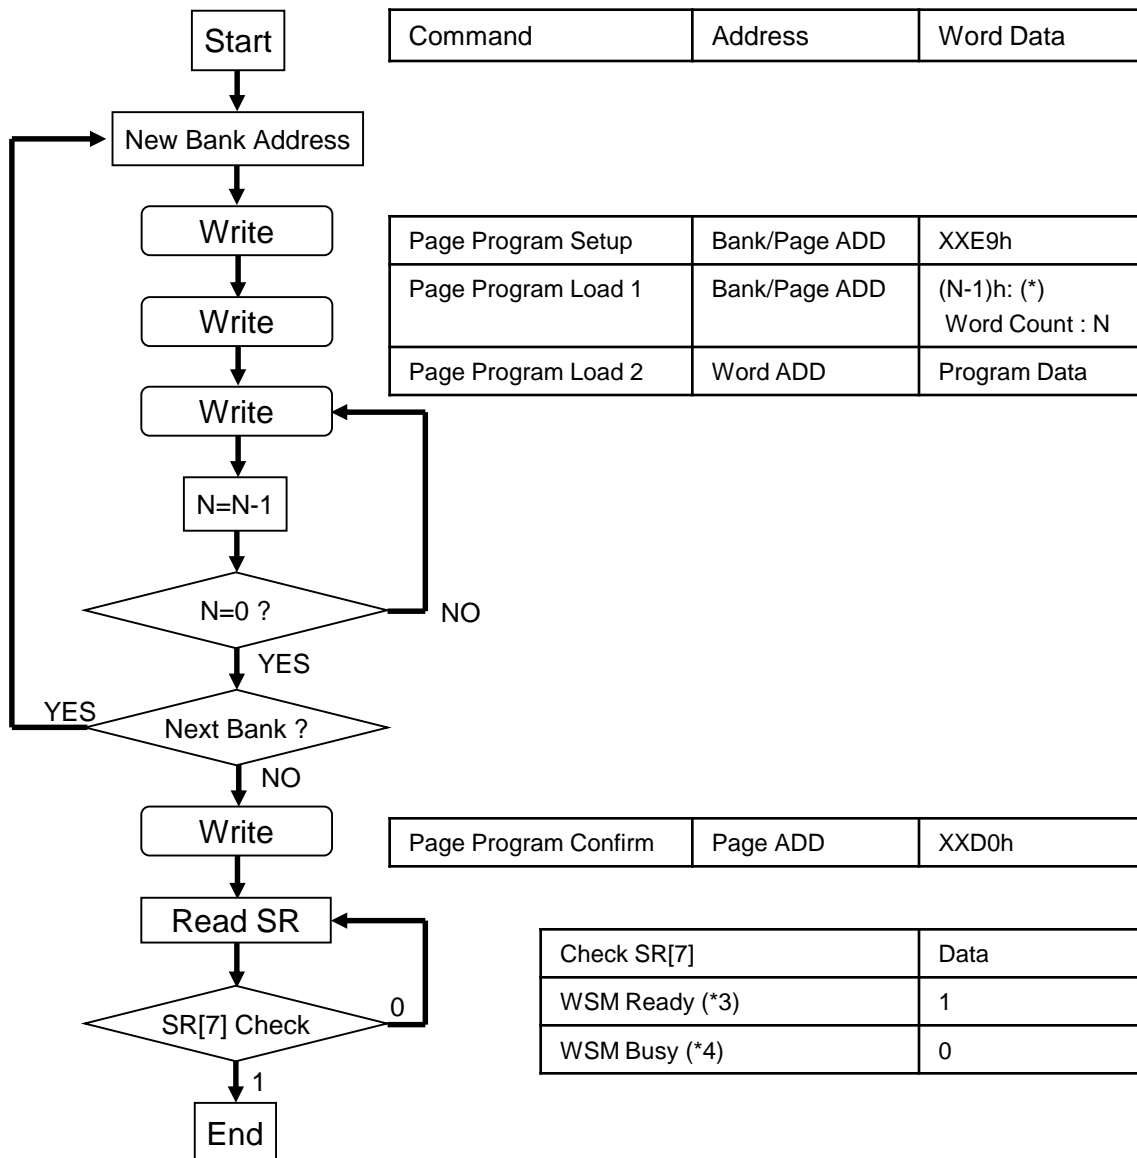 Start
Command Address Word Data
New Bank Address
Write
Page Program Setup Bank/Page ADD XXE9h
Write
Page Program Load 1 Bank/Page ADD (N-1)h: (*)
Word Count : N
Write
Page Program Load 2 Word ADD Program Data
N=N-1
N=0 ?
NO
YES
YES
Next Bank ?
NO
Write
Page Program Confirm Page ADD XXD0h
Read SR
Check SR[7] Data
WSM Ready (*3) 1
0
SR[7] Check
WSM Busy (*4) 0
1
End